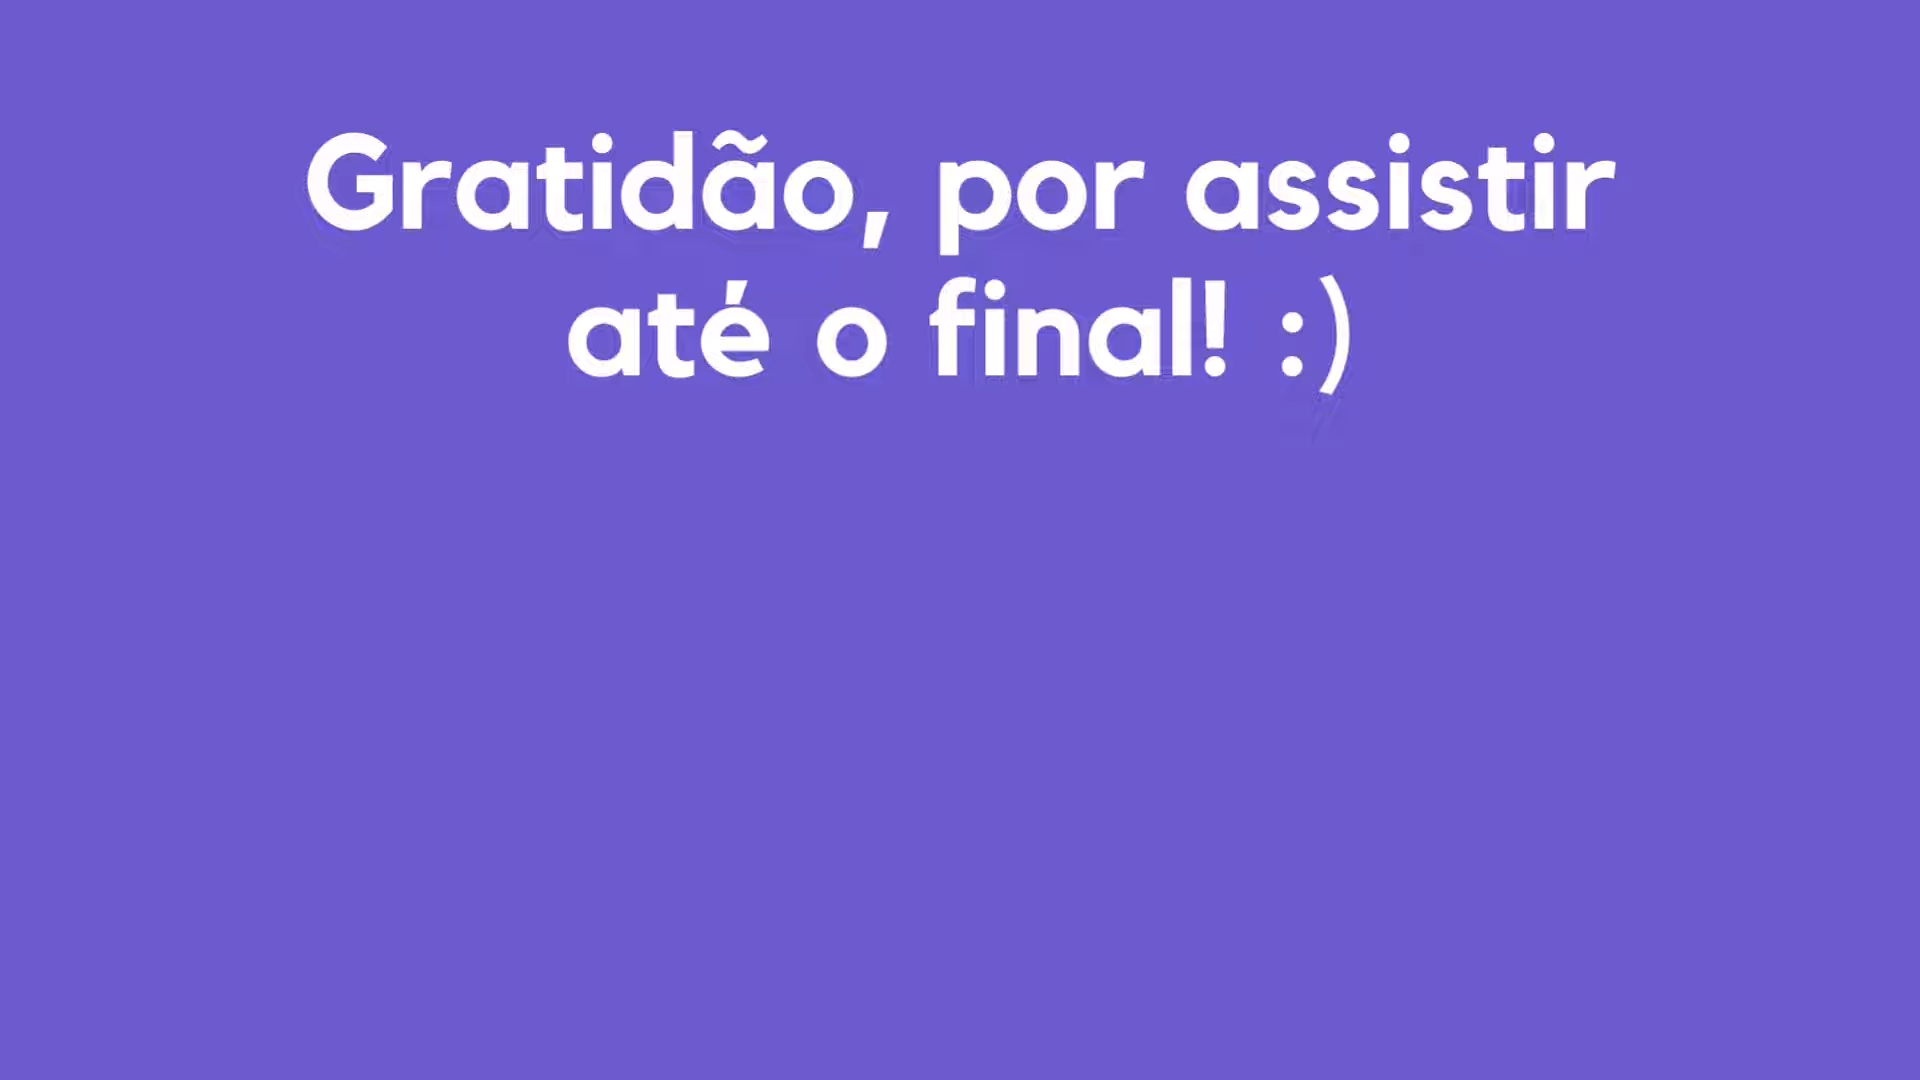 Gratidão, por assistir
até o final! :)